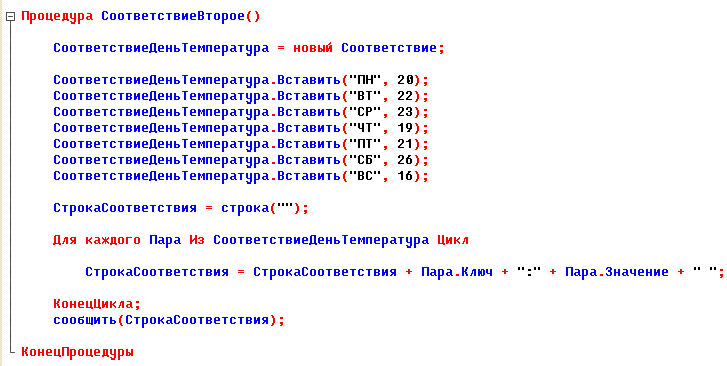 Процедура СоответствиеВторое()
СоответствиеДеньТемпература = новый Соответствие;
СоответствиеДеньТемпература.Вставить("ПН", 20);
СоответствиеДеньТемпература.Вставить("ВТ", 22);
СоответствиеДеньТемпература.Вставить("СР", 23);
СоответствиеДеньТемпература.Вставить("ЧТ", 19);
СоответствиеДеньТемпература.Вставить("ПТ", 21);
СоответствиеДеньТемпература.Вставить("СБ", 26);
СоответствиеДеньТемпература.Вставить("ВС", 16);
СтрокаСоответствия = строка("");
Для каждого Пара Из СоответствиеДеньТемпература Цикл
СтрокаСоответствия = СтрокаСоответствия + Пара.Ключ + ":" + Пара.Значение + " ";
КонецЦикла;
сообщить(СтрокаСоответствия);
КонецПроцедуры